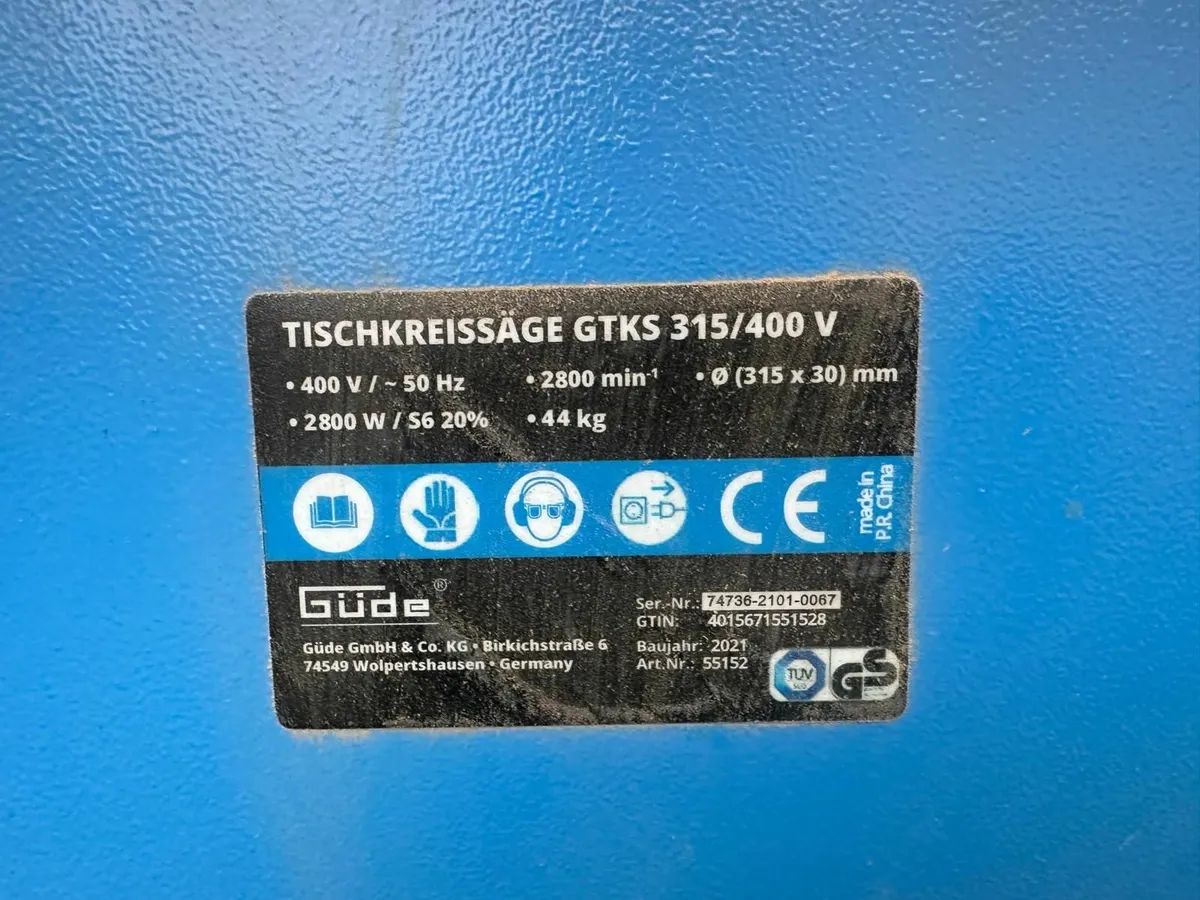 TISCHKREISSÄGE GTKS 315/400 V
• 400 V / ~ 50 Hz • 2800 min⁻¹ • Ø (315 x 30) mm
• 2800 W / S6 20% • 44 kg
CE
made in
P.R. China
Güde®
Güde GmbH & Co. KG • Birkichstraße 6
74549 Wolpertshausen • Germany
Ser.-Nr.: 74736-2101-0067
GTIN: 4015671551528
Baujahr: 2021
Art.Nr.: 55152
TÜV
GS